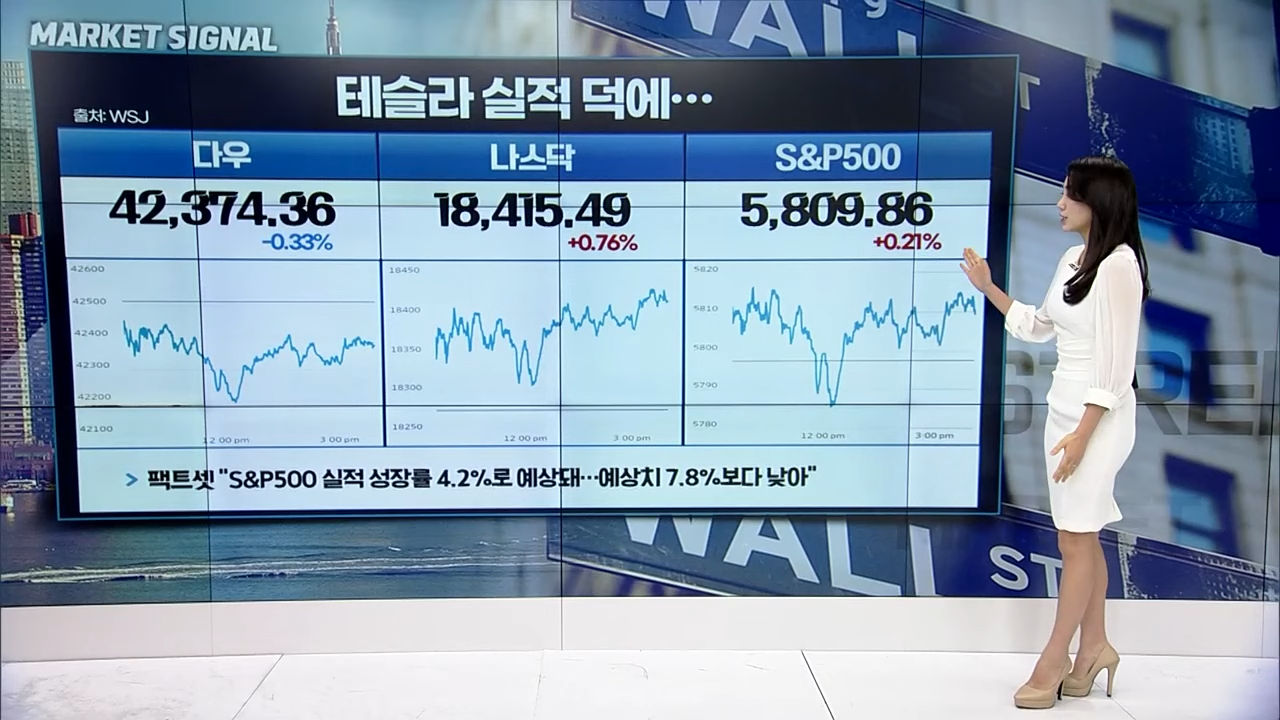 MARKET SIGNAL
WALL
ST
테슬라 실적 덕에…
출처: WSJ
다우 나스닥 S&P500
42,374.36 18,415.49 5,809.86
-0.33% +0.76% +0.21%
42600
42500
42400
42300
42200
42100
12:00 pm 3:00 pm
18450
18400
18350
18300
18250
12:00 pm 3:00 pm
5820
5810
5800
5790
5780
12:00 pm 3:00 pm
> 팩트셋 "S&P500 실적 성장률 4.2%로 예상돼…예상치 7.8%보다 낮아"
WALL
ST